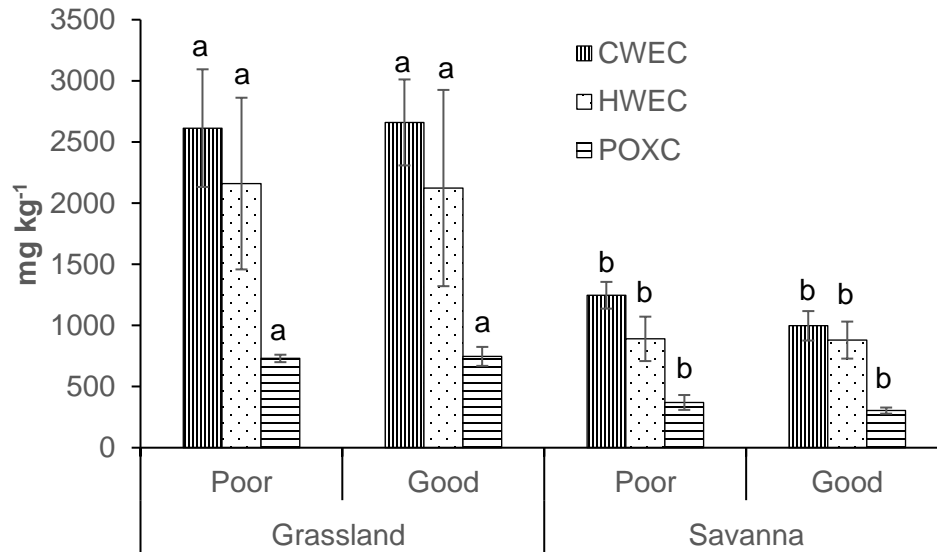 3500
3000
2500
2000
1500
1000
500
0
mg kg-1
a a a a a a
b b b b b b
CWEC
HWEC
POXC
Poor Good Poor Good
Grassland Savanna